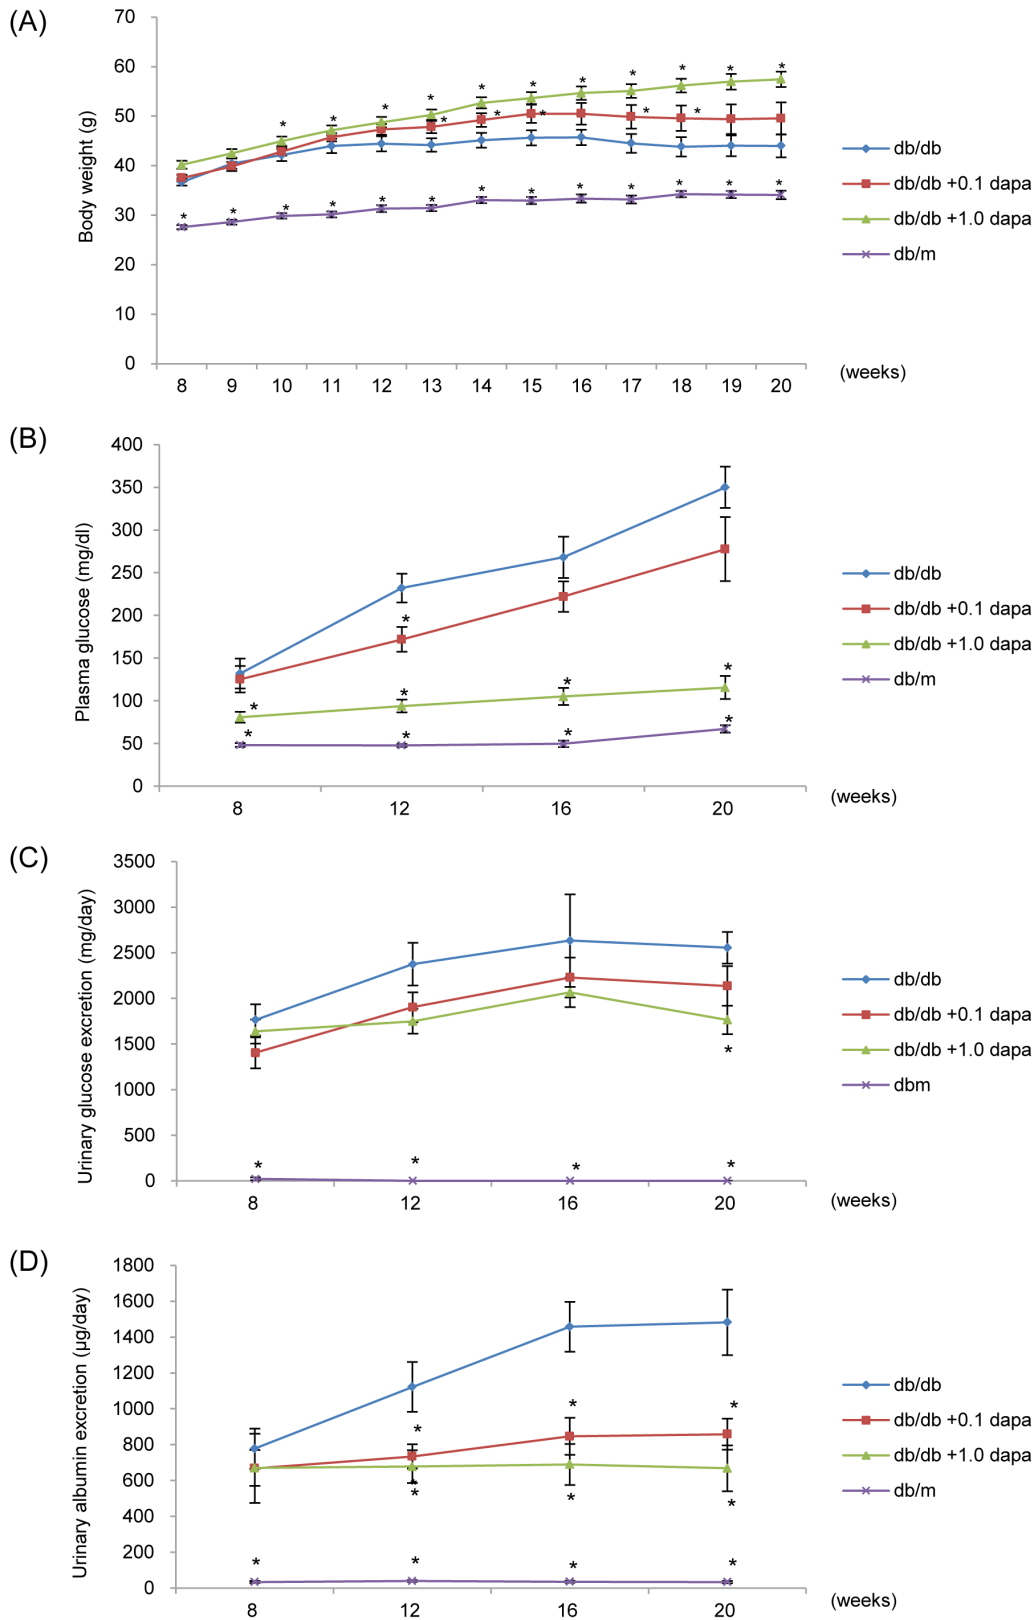 (A)
Body weight (g)
70
60
50
40
30
20
10
0
* * * * * * * * * * *
* * * * * *
* * * * * * * * * * * * *
8 9 10 11 12 13 14 15 16 17 18 19 20
(weeks)
db/db
db/db +0.1 dapa
db/db +1.0 dapa
db/m
(B)
Plasma glucose (mg/dl)
400
350
300
250
200
150
100
50
0
*
* * * *
* * * *
8 12 16 20
(weeks)
db/db
db/db +0.1 dapa
db/db +1.0 dapa
db/m
(C)
Urinary glucose excretion (mg/day)
3500
3000
2500
2000
1500
1000
500
0
*
* * * *
8 12 16 20
(weeks)
db/db
db/db +0.1 dapa
db/db +1.0 dapa
dbm
(D)
Urinary albumin excretion (µg/day)
1800
1600
1400
1200
1000
800
600
400
200
0
* * *
* * * *
* * * *
8 12 16 20
(weeks)
db/db
db/db +0.1 dapa
db/db +1.0 dapa
db/m